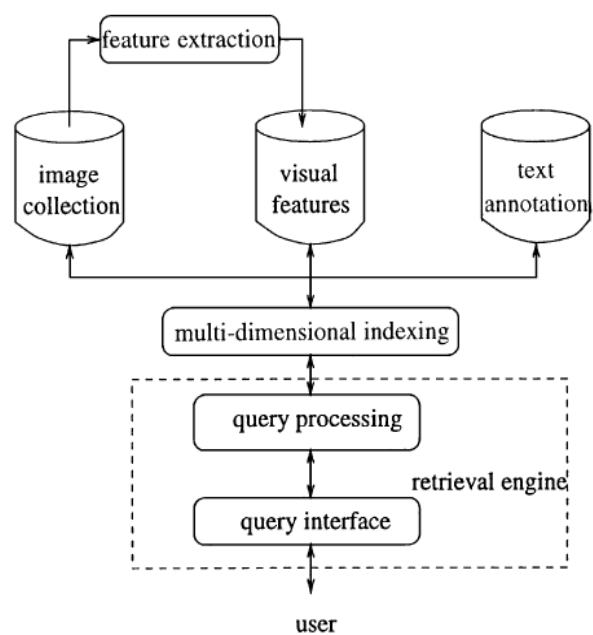 feature extraction
image
collection
visual
features
text
annotation
multi-dimensional indexing
query processing
retrieval engine
query interface
user